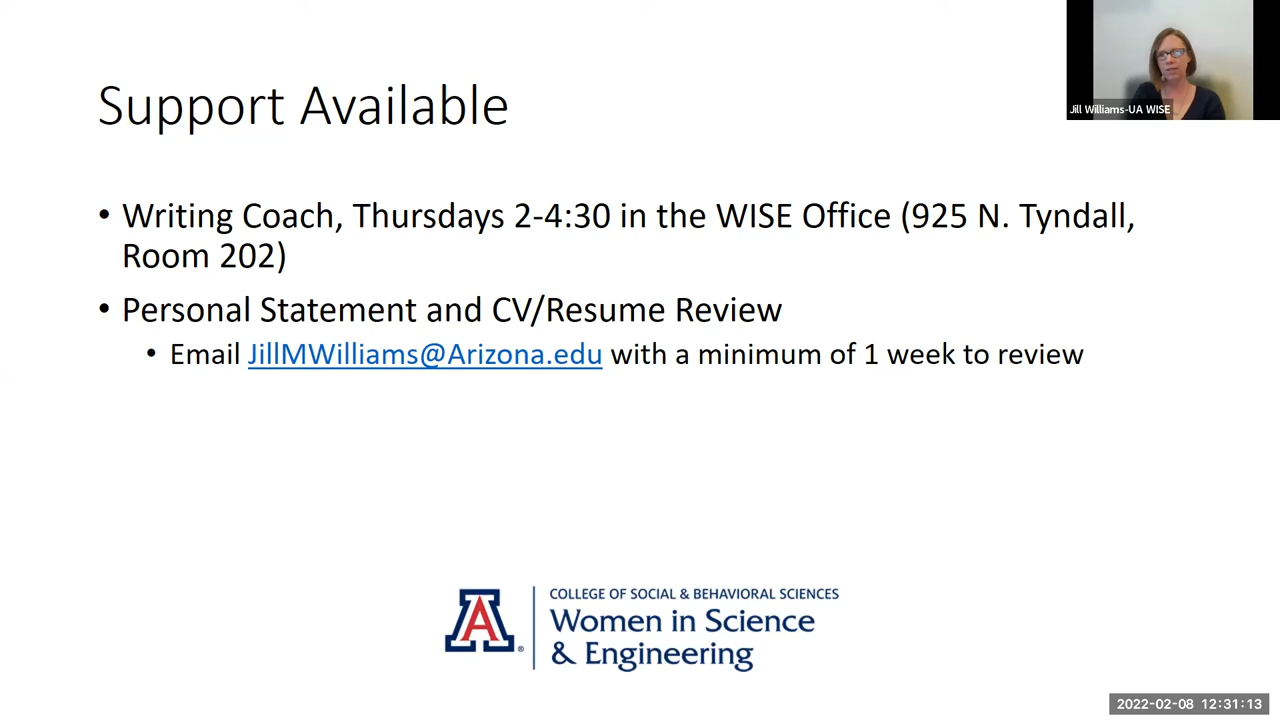 Support Available
Jill Williams-UA WISE
• Writing Coach, Thursdays 2-4:30 in the WISE Office (925 N. Tyndall,
Room 202)
• Personal Statement and CV/Resume Review
• Email JillMWilliams@Arizona.edu with a minimum of 1 week to review
A®
COLLEGE OF SOCIAL & BEHAVIORAL SCIENCES
Women in Science
& Engineering
2022-02-08 12:31:13